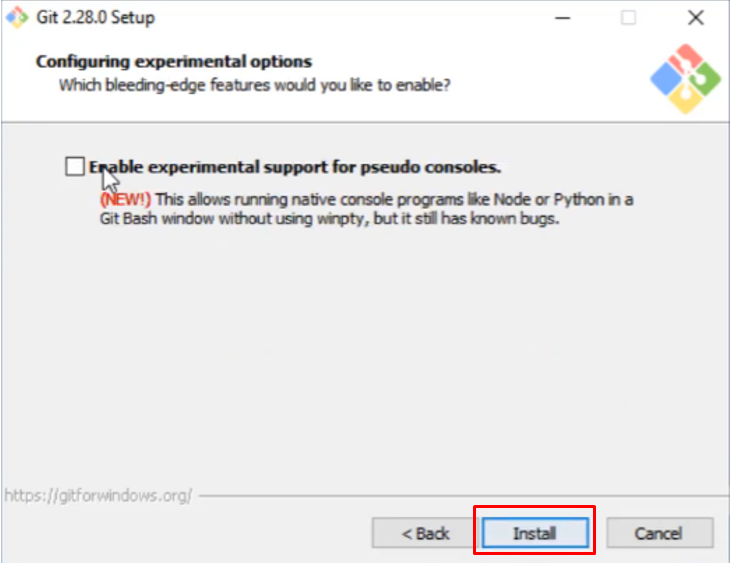 Git 2.28.0 Setup
Configuring experimental options
Which bleeding-edge features would you like to enable?
Enable experimental support for pseudo consoles.
(NEW!) This allows running native console programs like Node or Python in a
Git Bash window without using winpty, but it still has known bugs.
https://gitforwindows.org/
< Back
Install
Cancel